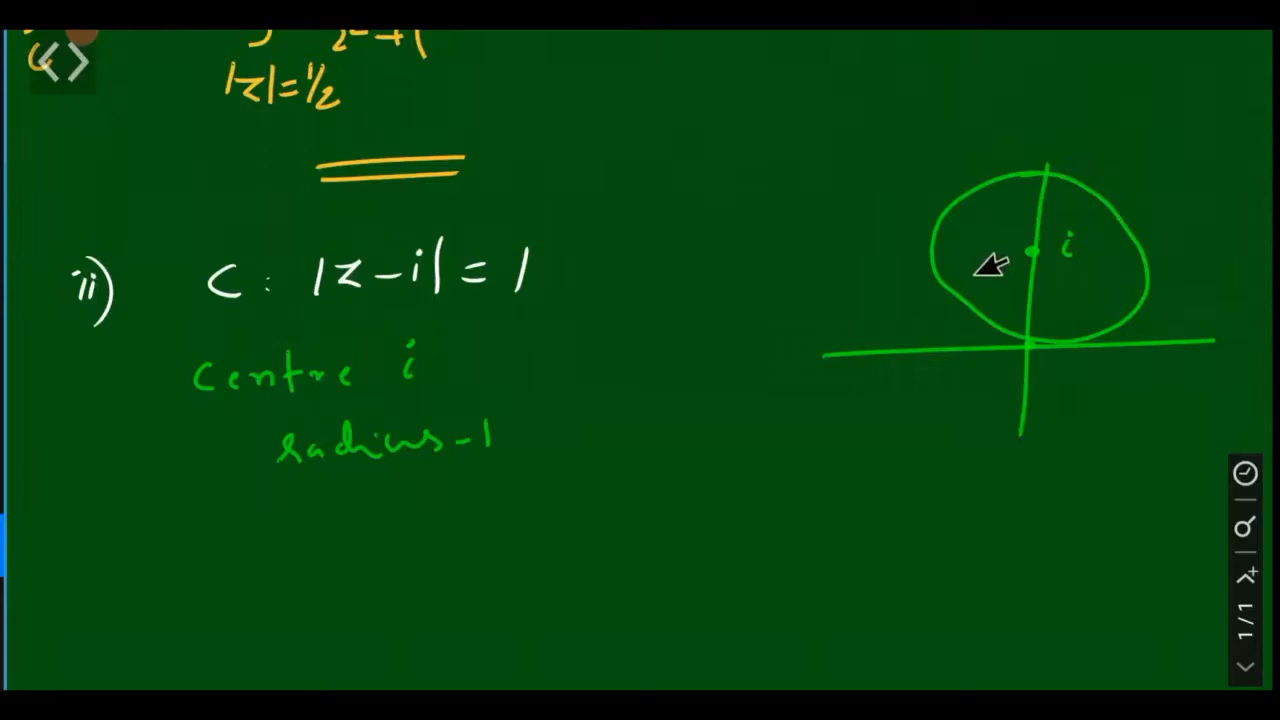 |z|=1/2
ii) C: |z-i|=1
i
centre i
radius-1
1/1